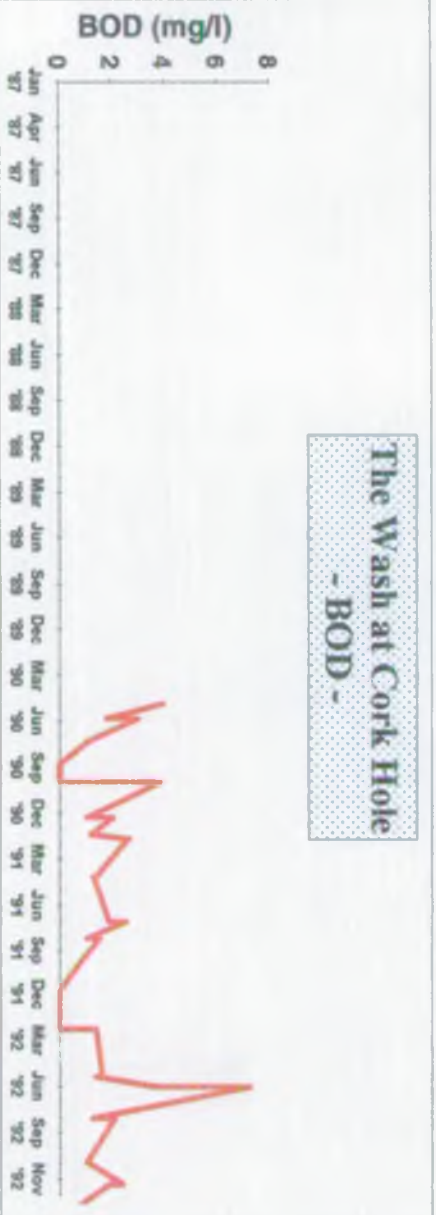 The Wash at Cork Hole
- BOD -
BOD (mg/l)
8
6
4
2
0
Jan '87
Apr '87
Jun '87
Sep '87
Dec '87
Mar '88
Jun '88
Sep '88
Dec '88
Mar '89
Jun '89
Sep '89
Dec '89
Mar '90
Jun '90
Sep '90
Dec '90
Mar '91
Jun '91
Sep '91
Dec '91
Mar '92
Jun '92
Sep '92
Nov '92